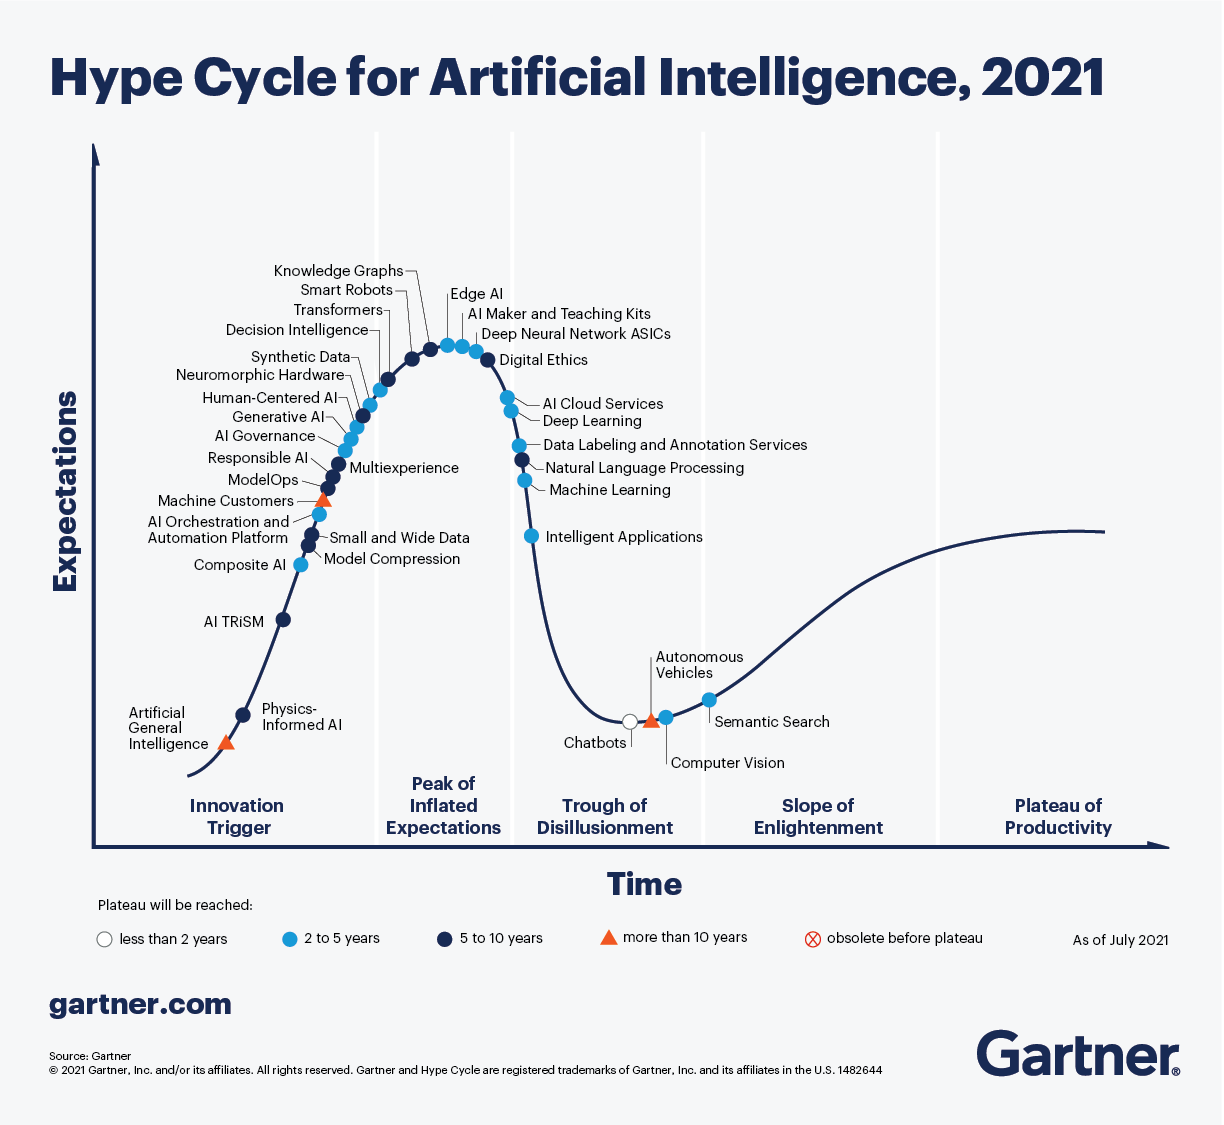 Hype Cycle for Artificial Intelligence, 2021
Expectations
Knowledge Graphs
Smart Robots
Transformers
Decision Intelligence
Synthetic Data
Neuromorphic Hardware
Human-Centered AI
Generative AI
AI Governance
Responsible AI
Multiexperience
ModelOps
Machine Customers
AI Orchestration and
Automation Platform
Small and Wide Data
Model Compression
Composite AI
AI TRiSM
Physics-
Informed AI
Artificial
General
Intelligence
Edge AI
AI Maker and Teaching Kits
Deep Neural Network ASICs
Digital Ethics
AI Cloud Services
Deep Learning
Data Labeling and Annotation Services
Natural Language Processing
Machine Learning
Intelligent Applications
Autonomous
Vehicles
Chatbots
Computer Vision
Semantic Search
Innovation
Trigger
Peak of
Inflated
Expectations
Trough of
Disillusionment
Slope of
Enlightenment
Plateau of
Productivity
Time
Plateau will be reached:
less than 2 years
2 to 5 years
5 to 10 years
more than 10 years
obsolete before plateau
As of July 2021
gartner.com
Source: Gartner
© 2021 Gartner, Inc. and/or its affiliates. All rights reserved. Gartner and Hype Cycle are registered trademarks of Gartner, Inc. and its affiliates in the U.S. 1482644
Gartner®